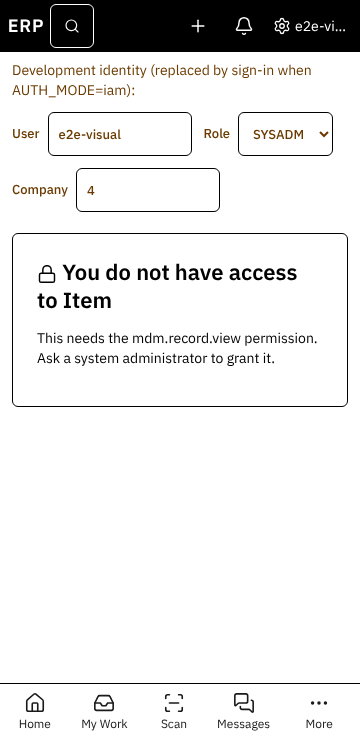 ERP e2e-vi...
Development identity (replaced by sign-in when
AUTH_MODE=iam):
User e2e-visual Role SYSADM
Company 4
You do not have access
to Item
This needs the mdm.record.view permission.
Ask a system administrator to grant it.
Home My Work Scan Messages More